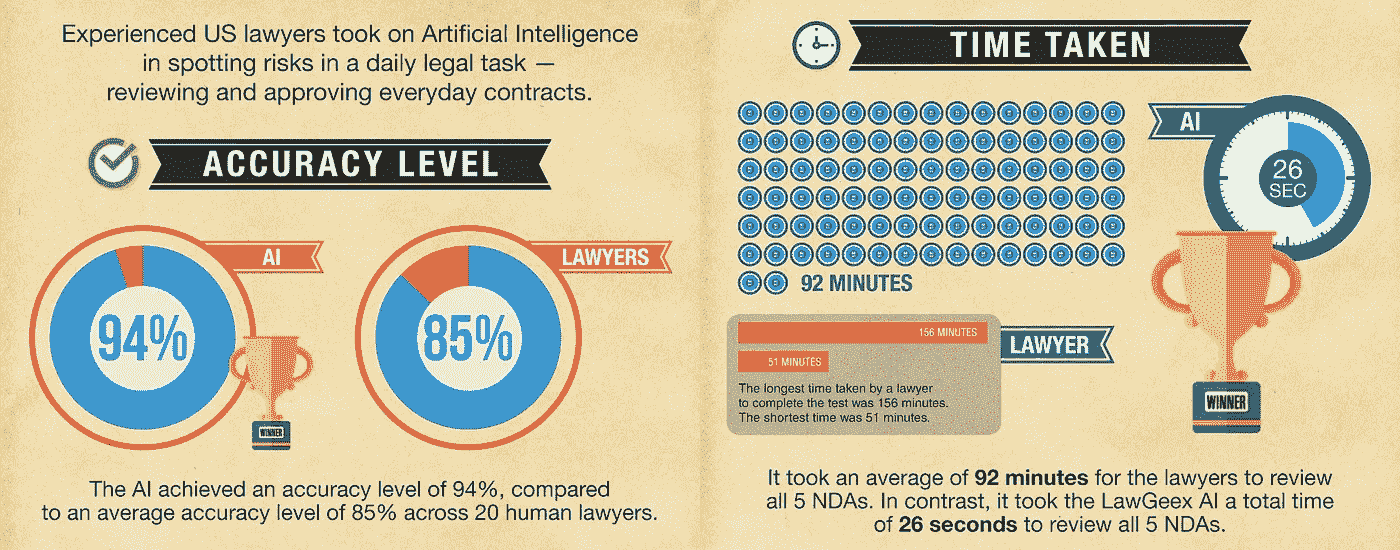 Experienced US lawyers took on Artificial Intelligence
in spotting risks in a daily legal task —
reviewing and approving everyday contracts.
ACCURACY LEVEL
AI
94%
WINNER
LAWYERS
85%
The AI achieved an accuracy level of 94%, compared
to an average accuracy level of 85% across 20 human lawyers.
TIME TAKEN
AI
26
SEC
92 MINUTES
156 MINUTES
51 MINUTES
LAWYER
The longest time taken by a lawyer
to complete the test was 156 minutes.
The shortest time was 51 minutes.
WINNER
It took an average of 92 minutes for the lawyers to review
all 5 NDAs. In contrast, it took the LawGeex AI a total time
of 26 seconds to review all 5 NDAs.